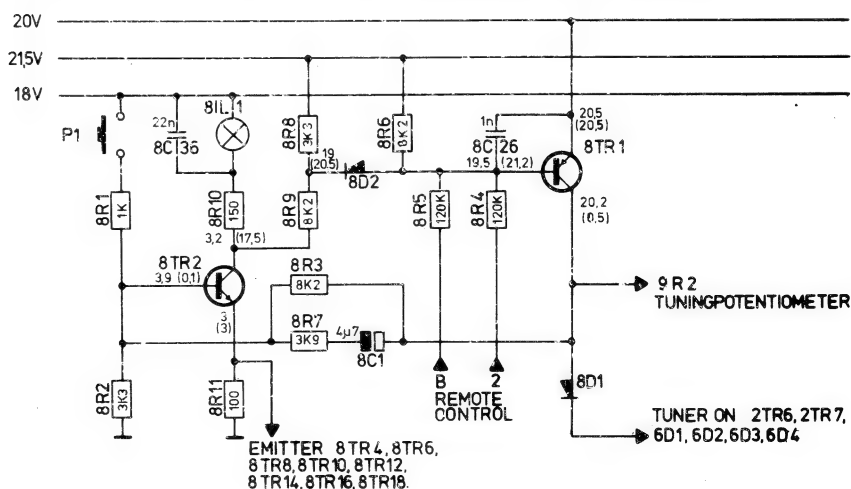 20V
21,5V
18V
P1
22n
8C36
8IL 1
8R8
3K3
19
(20,5)
8D2
8R6
8K2
1n
8C26
19,5 (21,2)
20,5
(20,5)
8TR1
20,2
(0,5)
8R1
1K
8R10
150
8R9
8K2
3,2 (17,5)
8R5
120K
8R4
120K
8TR2
3,9 (0,1)
3
(3)
8R3
8K2
8R7
3K9
4µ7
8C1
9R2
TUNINGPOTENTIOMETER
8R2
3K3
8R11
100
B 2
REMOTE
CONTROL
8D1
EMITTER 8TR4, 8TR6,
8TR8, 8TR10, 8TR12,
8TR14, 8TR16, 8TR18.
TUNER ON 2TR6, 2TR7,
6D1, 6D2, 6D3, 6D4